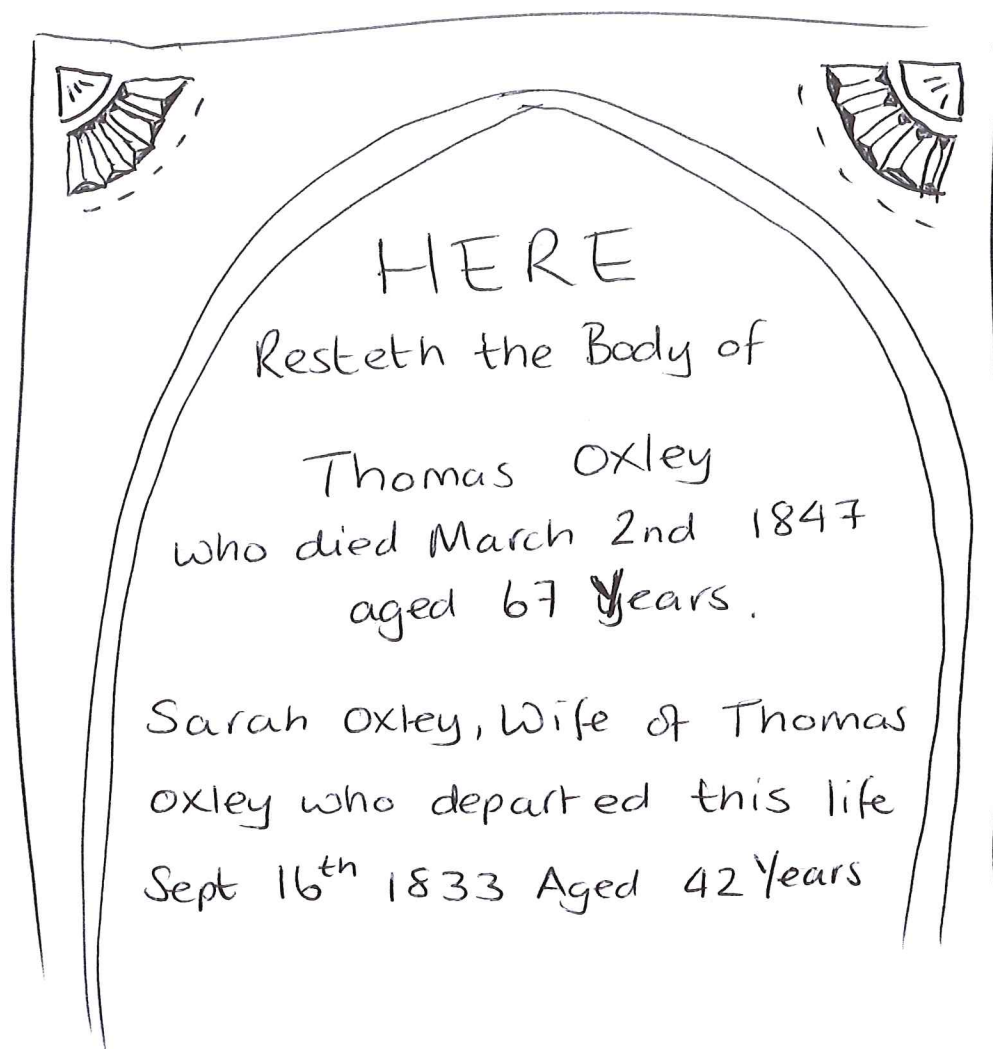 HERE
Resteth the Body of
Thomas Oxley
who died March 2nd 1847
aged 67 Years.
Sarah Oxley, Wife of Thomas
Oxley who departed this life
Sept 16th 1833 Aged 42 Years